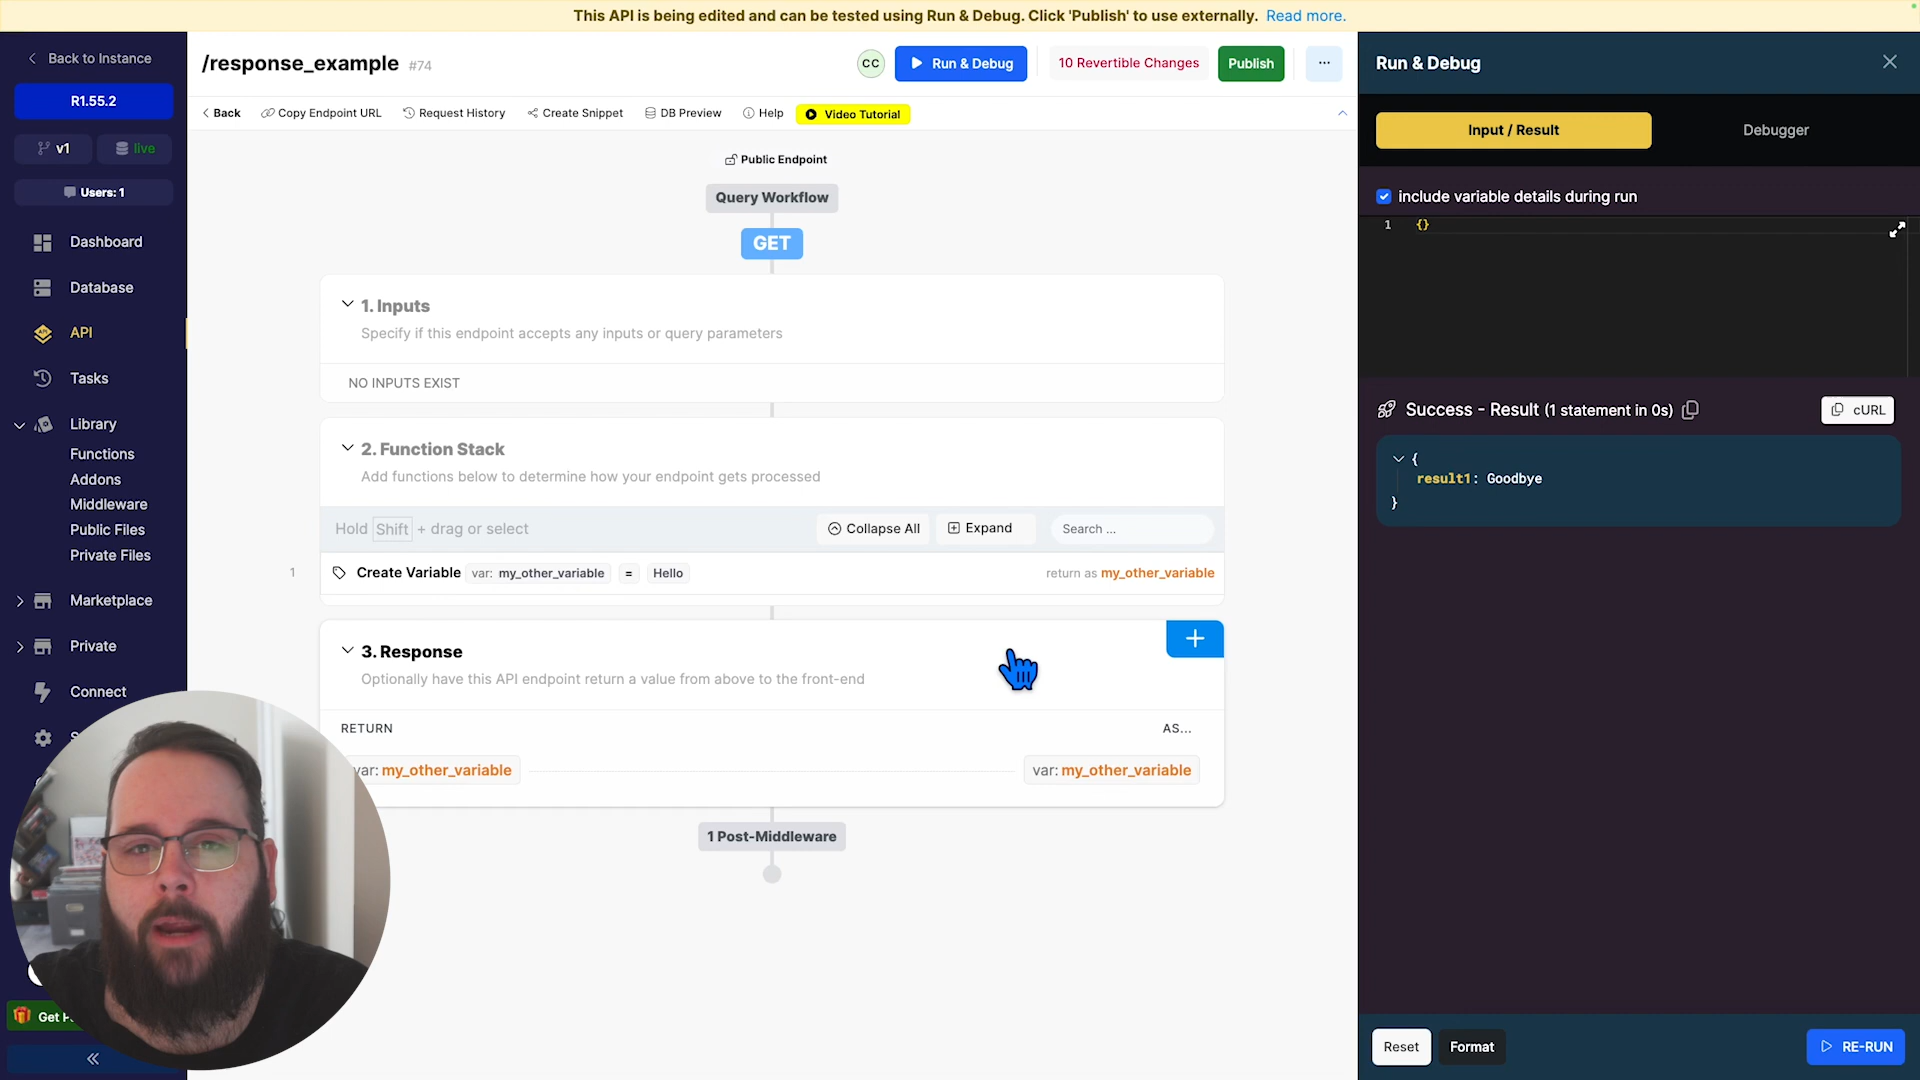 This API is being edited and can be tested using Run & Debug. Click 'Publish' to use externally. Read more.
Back to Instance
R1.55.2
v1
live
Users: 1
Dashboard
Database
API
Tasks
Library
Functions
Addons
Middleware
Public Files
Private Files
Marketplace
Private
Connect
/response_example #74
CC
Run & Debug
10 Revertible Changes
Publish
...
Back
Copy Endpoint URL
Request History
Create Snippet
DB Preview
Help
Video Tutorial
Public Endpoint
Query Workflow
GET
1. Inputs
Specify if this endpoint accepts any inputs or query parameters
NO INPUTS EXIST
2. Function Stack
Add functions below to determine how your endpoint gets processed
Hold Shift + drag or select
Collapse All
Expand
Search ...
1 Create Variable var: my_other_variable = Hello return as my_other_variable
3. Response
Optionally have this API endpoint return a value from above to the front-end
RETURN AS...
var: my_other_variable var: my_other_variable
1 Post-Middleware
Get
Run & Debug
Input / Result
Debugger
include variable details during run
1 {}
Success - Result (1 statement in 0s)
cURL
{
result1: Goodbye
}
Reset
Format
RE-RUN